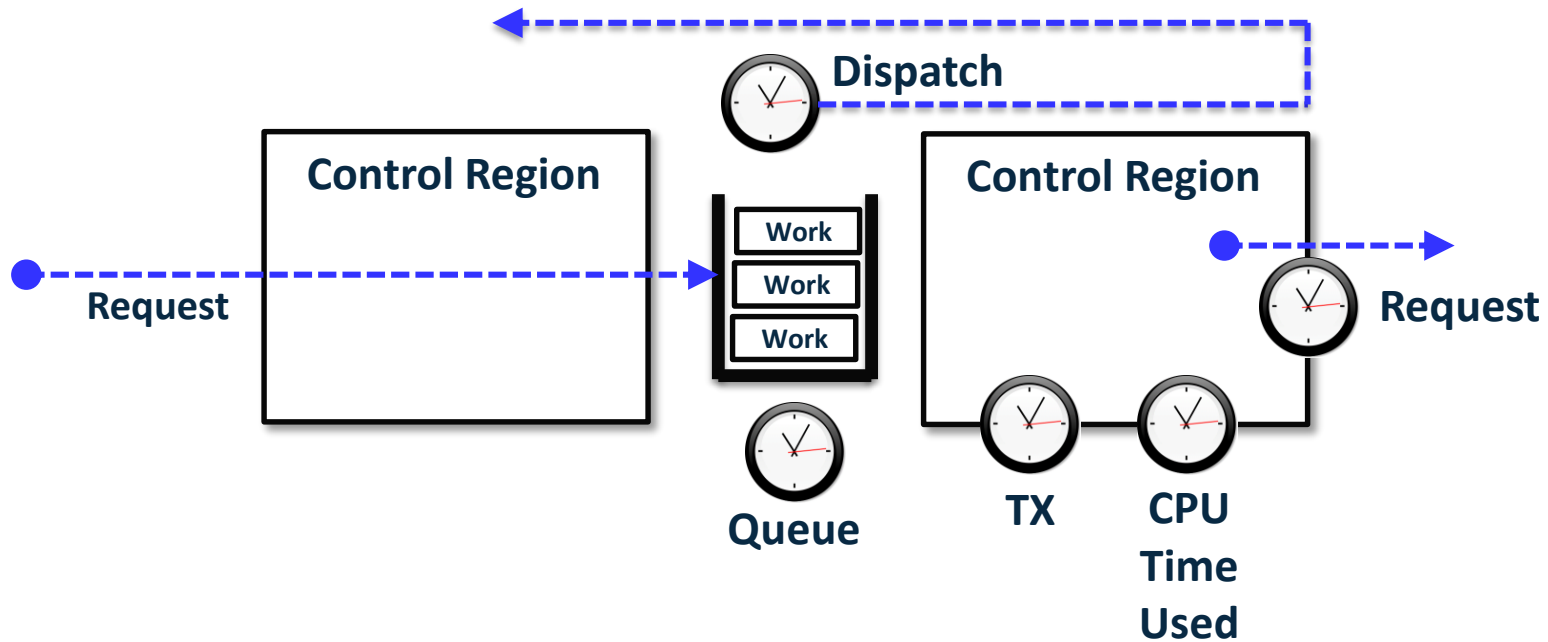 Dispatch
Control Region
Control Region
Work
Work
Work
Request
Request
Queue
TX
CPU
Time
Used